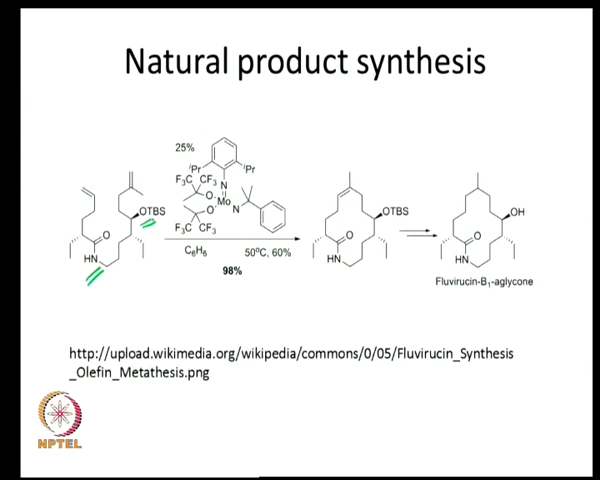 Natural product synthesis
25%
ⁱPr
ⁱPr
F₃C CF₃ N
O
Mo
O N
F₃C CF₃
C₆H₆ 50ºC, 60%
98%
O
HN
OTBS
O
HN
OTBS
O
HN
OH
Fluvirucin-B₁-aglycone
http://upload.wikimedia.org/wikipedia/commons/0/05/Fluvirucin_Synthesis
_Olefin_Metathesis.png
NPTEL